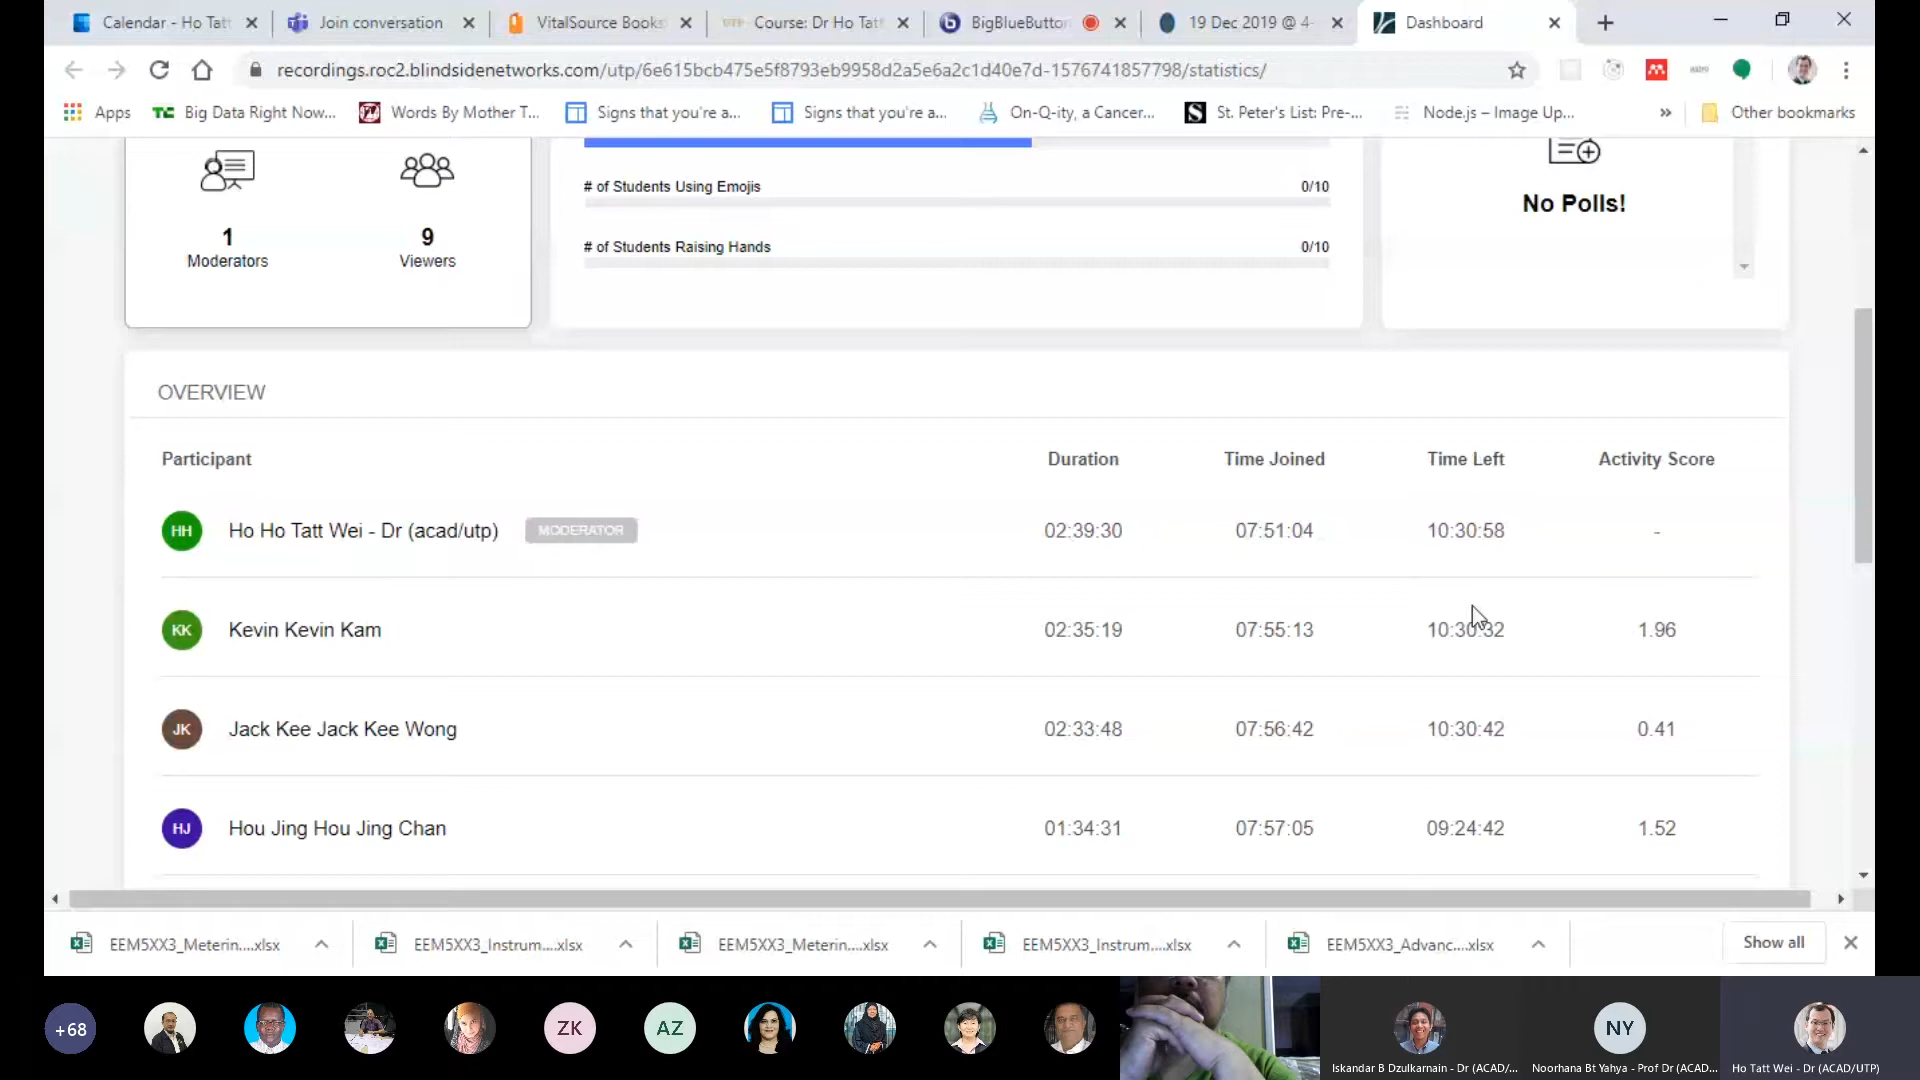 Calendar - Ho Tatt
Join conversation
VitalSource Books
Course: Dr Ho Tatt
BigBlueButton
19 Dec 2019 @ 4-
Dashboard
recordings.roc2.blindsidenetworks.com/utp/6e615bcb475e5f8793eb9958d2a5e6a2c1d40e7d-1576741857798/statistics/
Apps
Big Data Right Now...
Words By Mother T...
Signs that you're a...
Signs that you're a...
On-Q-ity, a Cancer...
St. Peter's List: Pre-...
Node.js – Image Up...
»
Other bookmarks
1
Moderators
9
Viewers
# of Students Using Emojis 0/10
# of Students Raising Hands 0/10
No Polls!
OVERVIEW
Participant Duration Time Joined Time Left Activity Score
HH Ho Ho Tatt Wei - Dr (acad/utp) MODERATOR 02:39:30 07:51:04 10:30:58 -
KK Kevin Kevin Kam 02:35:19 07:55:13 10:30:32 1.96
JK Jack Kee Jack Kee Wong 02:33:48 07:56:42 10:30:42 0.41
HJ Hou Jing Hou Jing Chan 01:34:31 07:57:05 09:24:42 1.52
EEM5XX3_Meterin....xlsx
EEM5XX3_Instrum....xlsx
EEM5XX3_Meterin....xlsx
EEM5XX3_Instrum....xlsx
EEM5XX3_Advanc....xlsx
Show all
+68
ZK
AZ
NY
Iskandar B Dzulkarnain - Dr (ACAD/...
Noorhana Bt Yahya - Prof Dr (ACAD...
Ho Tatt Wei - Dr (ACAD/UTP)